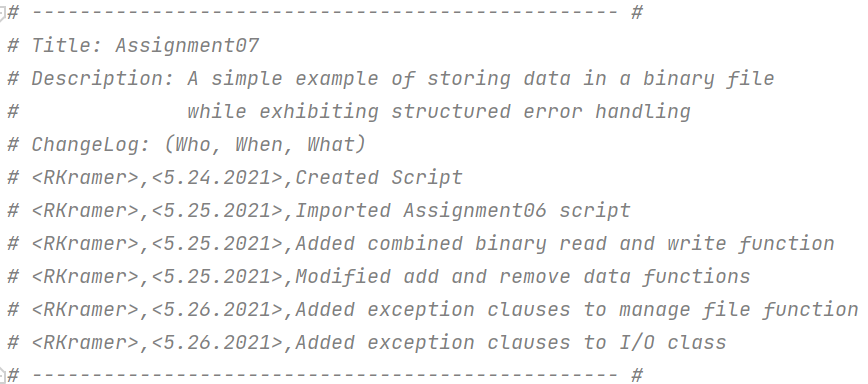 # ------------------------------------------------- #
# Title: Assignment07
# Description: A simple example of storing data in a binary file
#              while exhibiting structured error handling
# ChangeLog: (Who, When, What)
# <RKramer>,<5.24.2021>,Created Script
# <RKramer>,<5.25.2021>,Imported Assignment06 script
# <RKramer>,<5.25.2021>,Added combined binary read and write function
# <RKramer>,<5.25.2021>,Modified add and remove data functions
# <RKramer>,<5.26.2021>,Added exception clauses to manage file function
# <RKramer>,<5.26.2021>,Added exception clauses to I/O class
# ------------------------------------------------- #